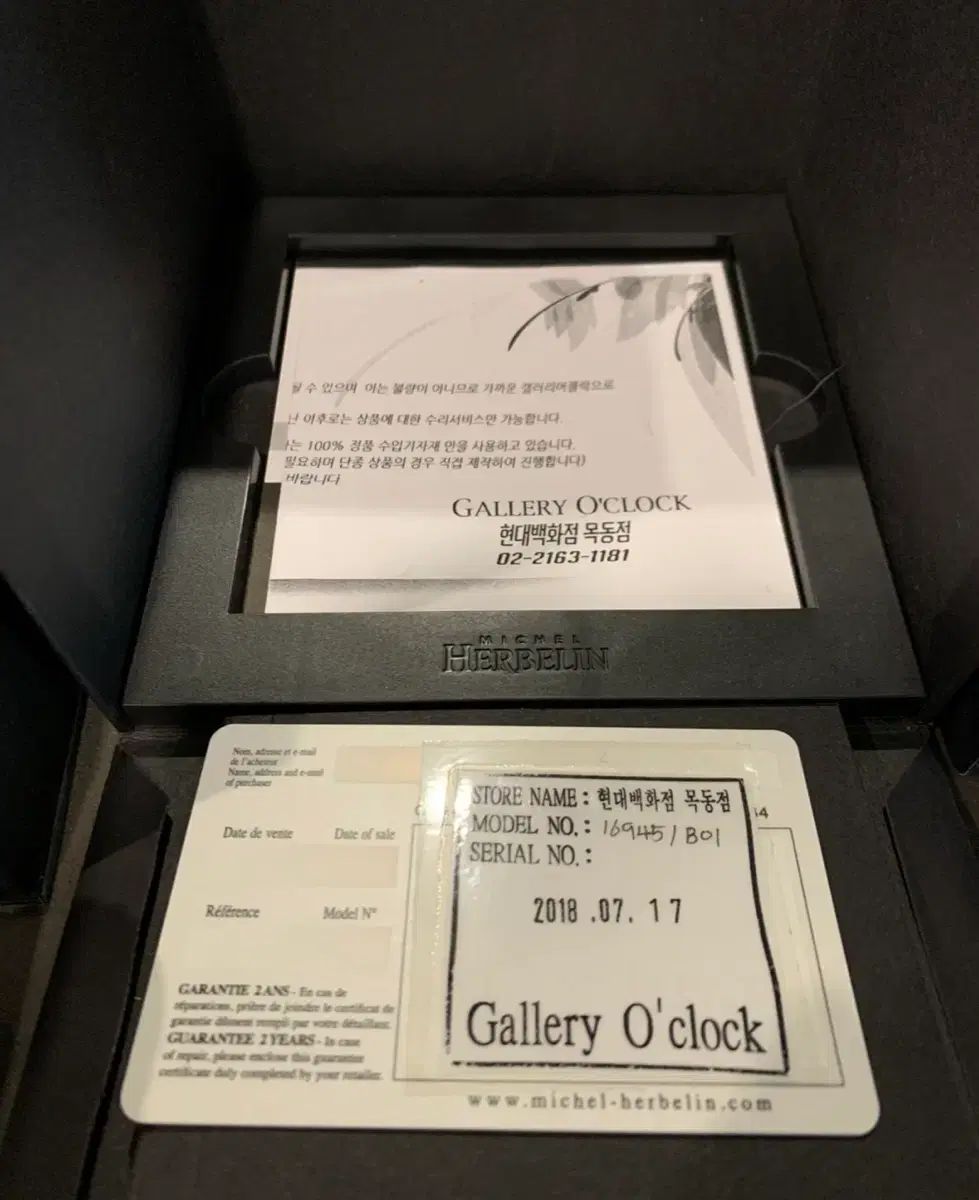 될 수 있으며 이는 불량이 아니므로 가까운 갤러리어클락으로
난 이후로는 상품에 대한 수리서비스만 가능합니다.
는 100% 정품 수입기자재 만을 사용하고 있습니다.
필요하며 단종 상품의 경우 직접 제작하여 진행합니다)
바랍니다
GALLERY O'CLOCK
현대백화점 목동점
02-2163-1181
MICHEL
HERBELIN
Nom, adresse et e-mail
de l'acheteur
Name, address and e-mail
of purchaser
Date de vente Date of sale
Référence Model N°
GARANTIE 2 ANS - En cas de
réparations, prière de joindre le certificat de
garantie dûment rempli par votre détaillant.
GUARANTEE 2 YEARS - In case
of repair, please enclose this guarantee
certificate duly completed by your retailer.
STORE NAME : 현대백화점 목동점
MODEL NO. : 16945/B01
SERIAL NO. :
2018 .07. 17
Gallery O'clock
www.michel-herbelin.com